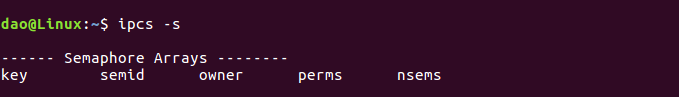 dao@Linux:~$ ipcs -s
------ Semaphore Arrays --------
key        semid      owner      perms      nsems